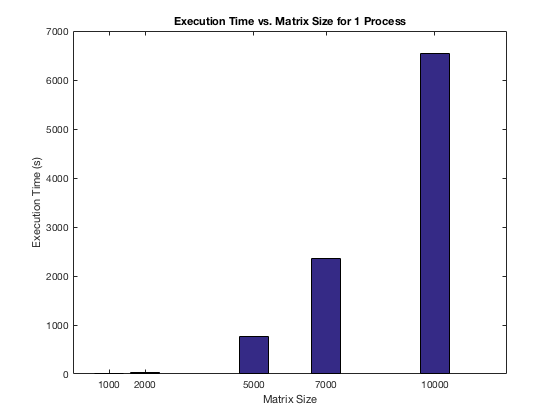 Execution Time vs. Matrix Size for 1 Process
7000
6000
5000
4000
3000
2000
1000
0
Execution Time (s)
1000 2000 5000 7000 10000
Matrix Size